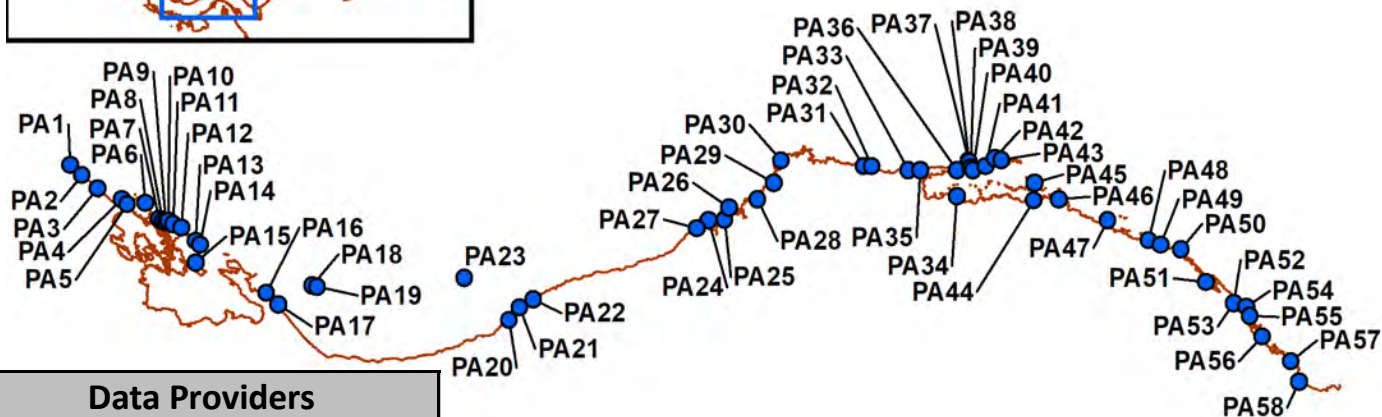 PA1
PA2
PA3
PA4
PA5
PA6
PA7
PA8
PA9
PA10
PA11
PA12
PA13
PA14
PA15
PA16
PA17
PA18
PA19
PA20
PA21
PA22
PA23
PA24
PA25
PA26
PA27
PA28
PA29
PA30
PA31
PA32
PA33
PA34
PA35
PA36
PA37
PA38
PA39
PA40
PA41
PA42
PA43
PA44
PA45
PA46
PA47
PA48
PA49
PA50
PA51
PA52
PA53
PA54
PA55
PA56
PA57
PA58
Data Providers